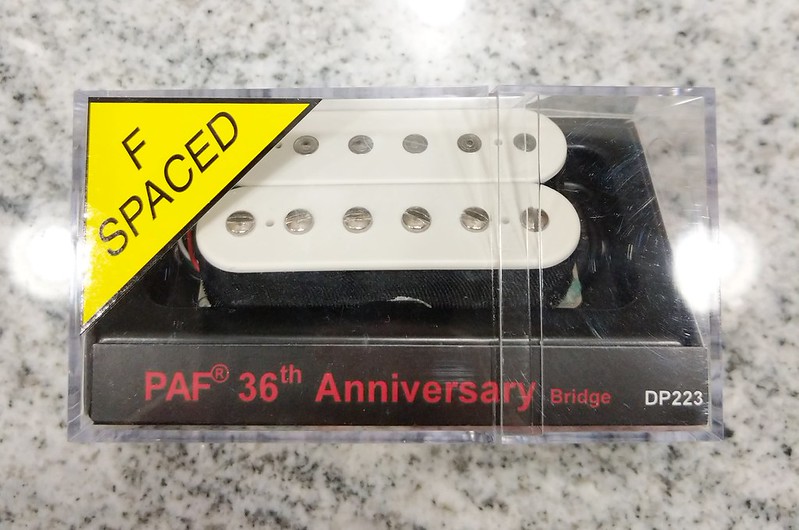 F
SPACED
PAF® 36th Anniversary Bridge DP223